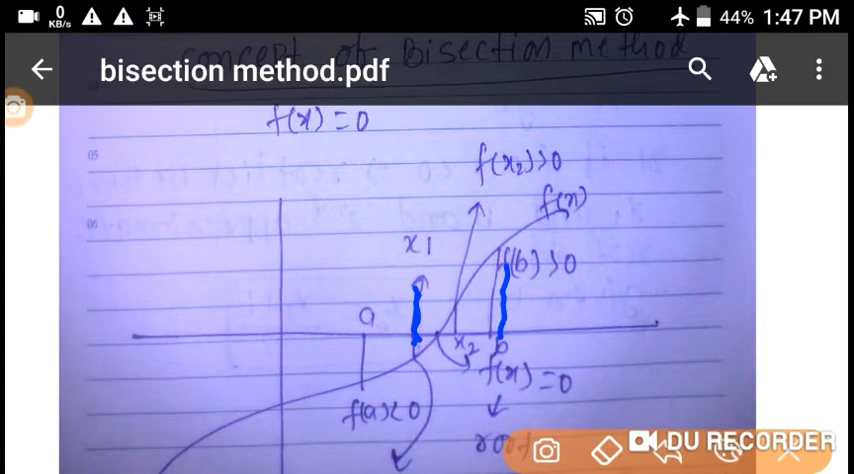 0 KB/s 44% 1:47 PM
concept of Bisection method
bisection method.pdf
f(x) = 0
05
f(x₂)>0
06
f(x)
x1
f(b)>0
a
x₂ b
f(x) = 0
f(a)<0
root
DU RECORDER